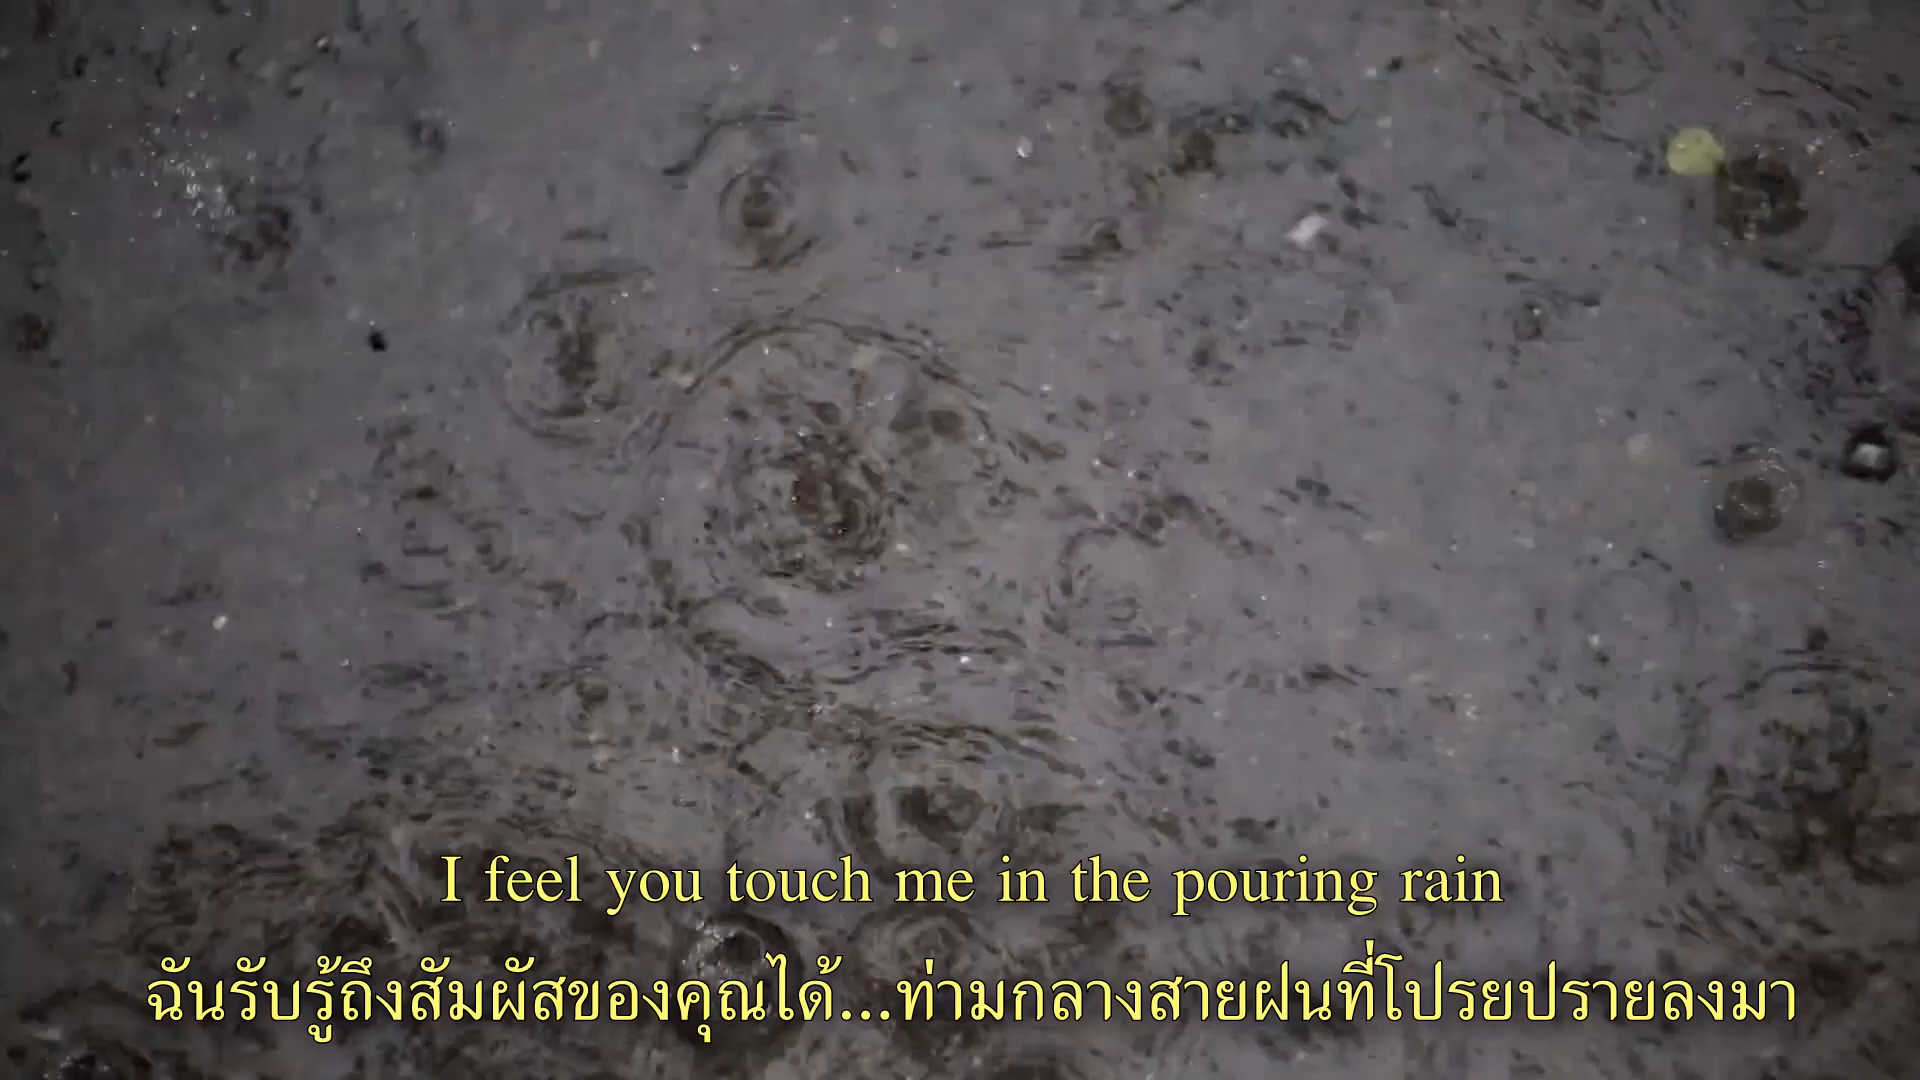 I feel you touch me in the pouring rain
ฉันรับรู้ถึงสัมผัสของคุณได้...ท่ามกลางสายฝนที่โปรยปรายลงมา